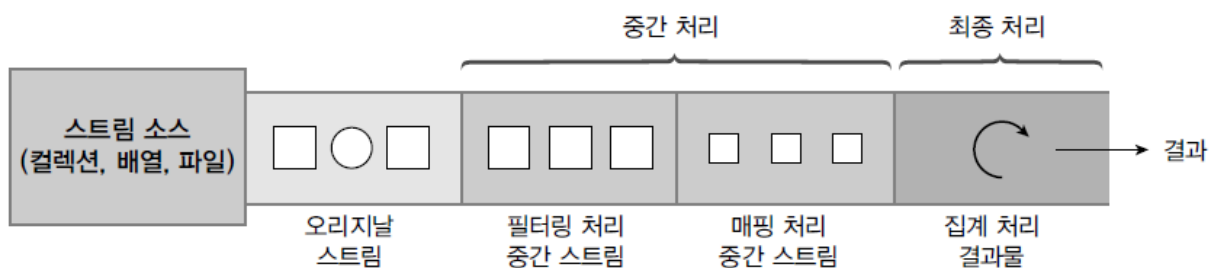 중간 처리
최종 처리
스트림 소스
(컬렉션, 배열, 파일)
결과
오리지날
스트림
필터링 처리
중간 스트림
매핑 처리
중간 스트림
집계 처리
결과물